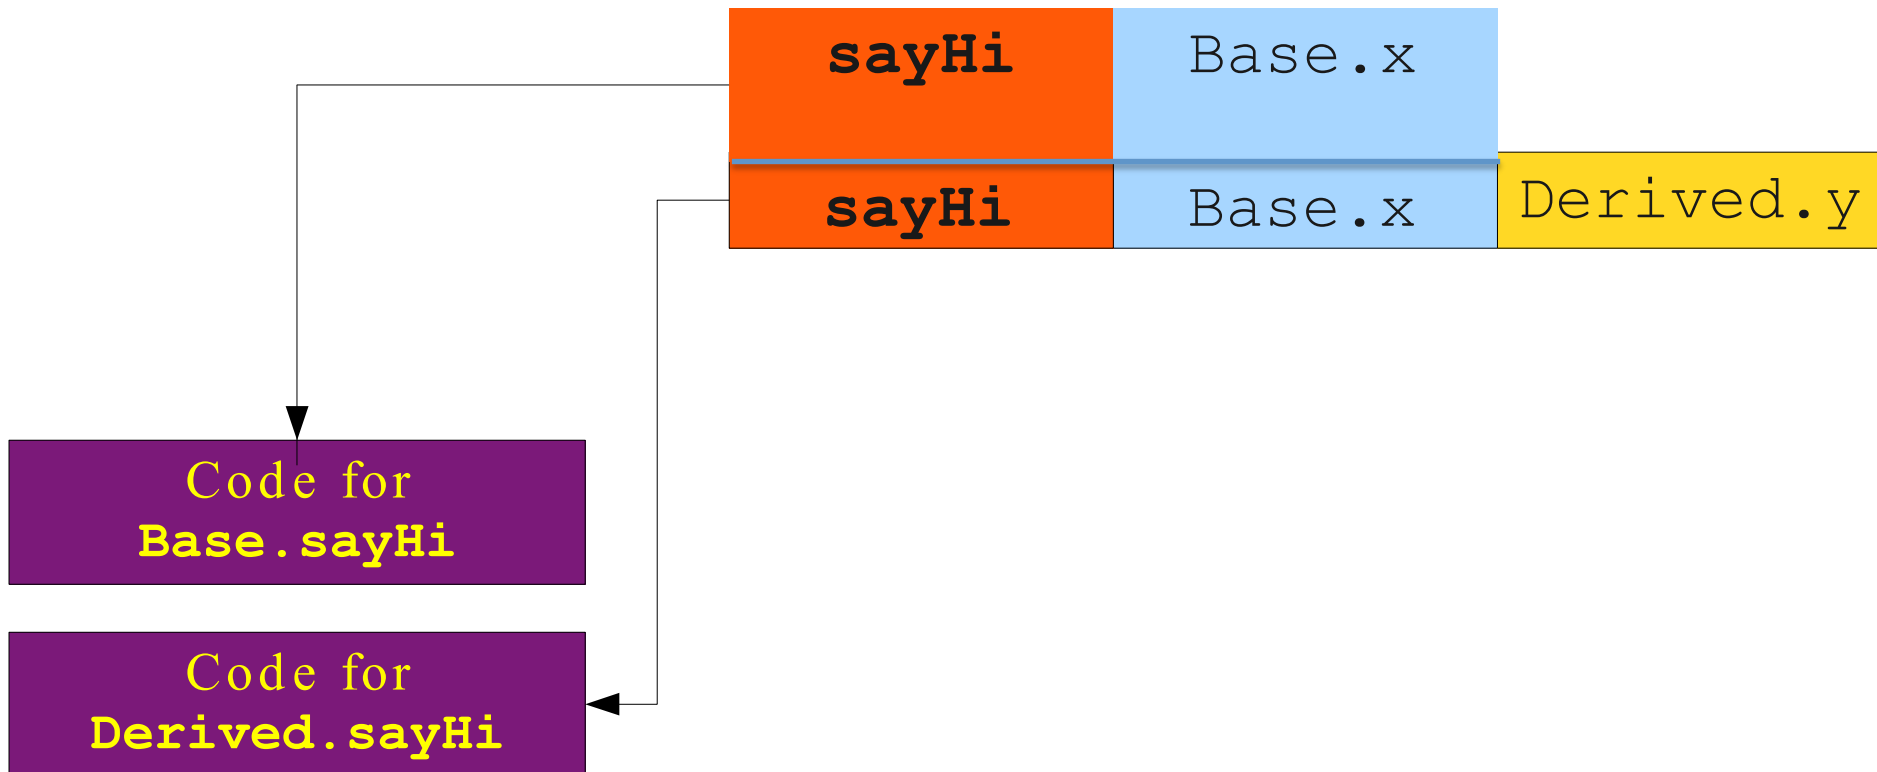 sayHi Base.x
sayHi Base.x Derived.y
Code for
Base.sayHi
Code for
Derived.sayHi